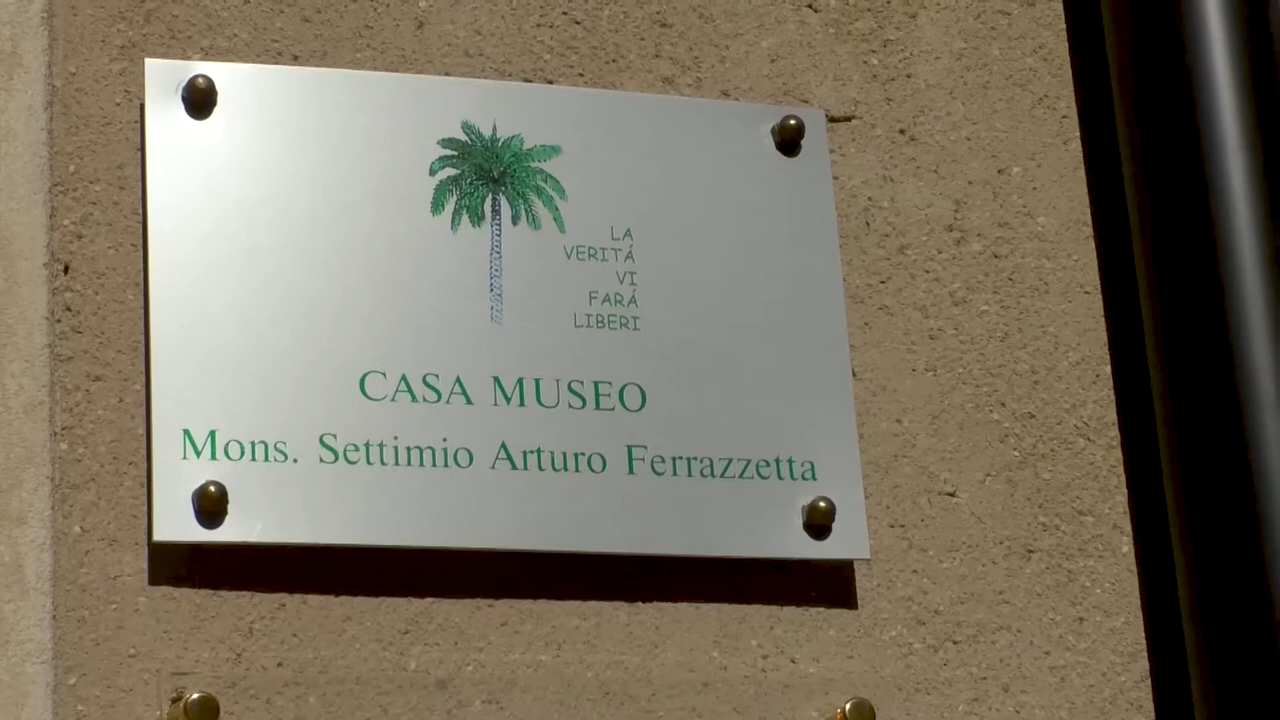 LA
VERITÁ
VI
FARÁ
LIBERI
CASA MUSEO
Mons. Settimio Arturo Ferrazzetta